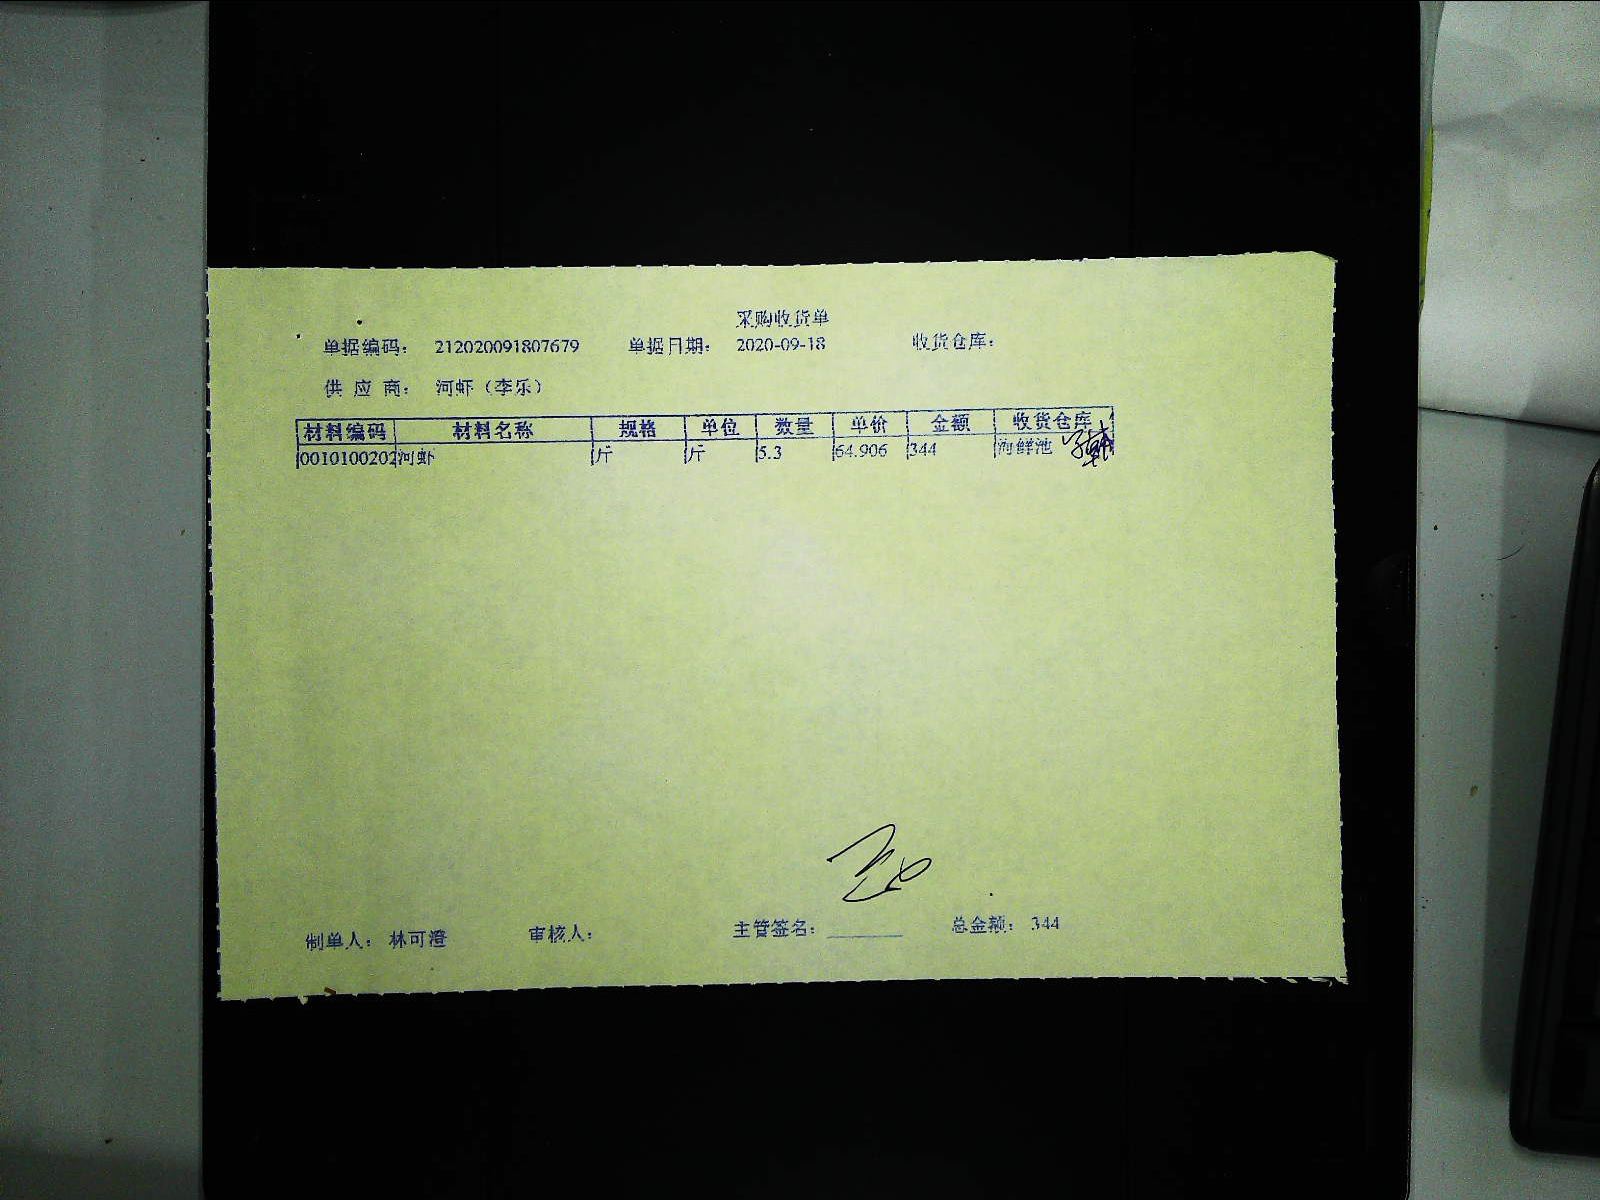 采购收货单
单据编码： 212020091807679 单据日期： 2020-09-18 收货仓库：
供 应 商： 河虾（李乐）
材料编码 材料名称 规格 单位 数量 单价 金额 收货仓库
0010100202 河虾 斤 斤 5.3 64.906 344 海鲜池
制单人： 林可澄 审核人： 主管签名： 总金额： 344